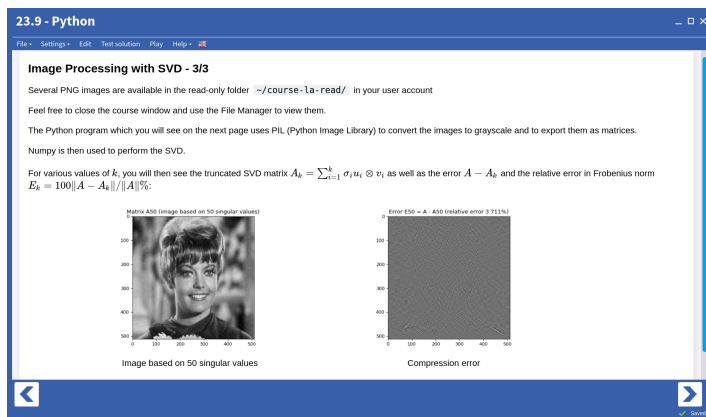 23.9 - Python
File Settings Edit Test solution Play Help
Image Processing with SVD - 3/3
Several PNG images are available in the read-only folder ~/course-la-read/ in your user account
Feel free to close the course window and use the File Manager to view them.
The Python program which you will see on the next page uses PIL (Python Image Library) to convert the images to grayscale and to export them as matrices.
Numpy is then used to perform the SVD.
For various values of k, you will then see the truncated SVD matrix A_k = ∑_{i=1}^{k} σ_i u_i ⊗ v_i as well as the error A − A_k and the relative error in Frobenius norm
E_k = 100‖A − A_k‖/‖A‖%:
Matrix A50 (image based on 50 singular values)
0
100
200
300
400
500
0 100 200 300 400 500
Image based on 50 singular values
Error E50 = A - A50 (relative error 3.711%)
0
100
200
300
400
500
0 100 200 300 400 500
Compression error
Saved